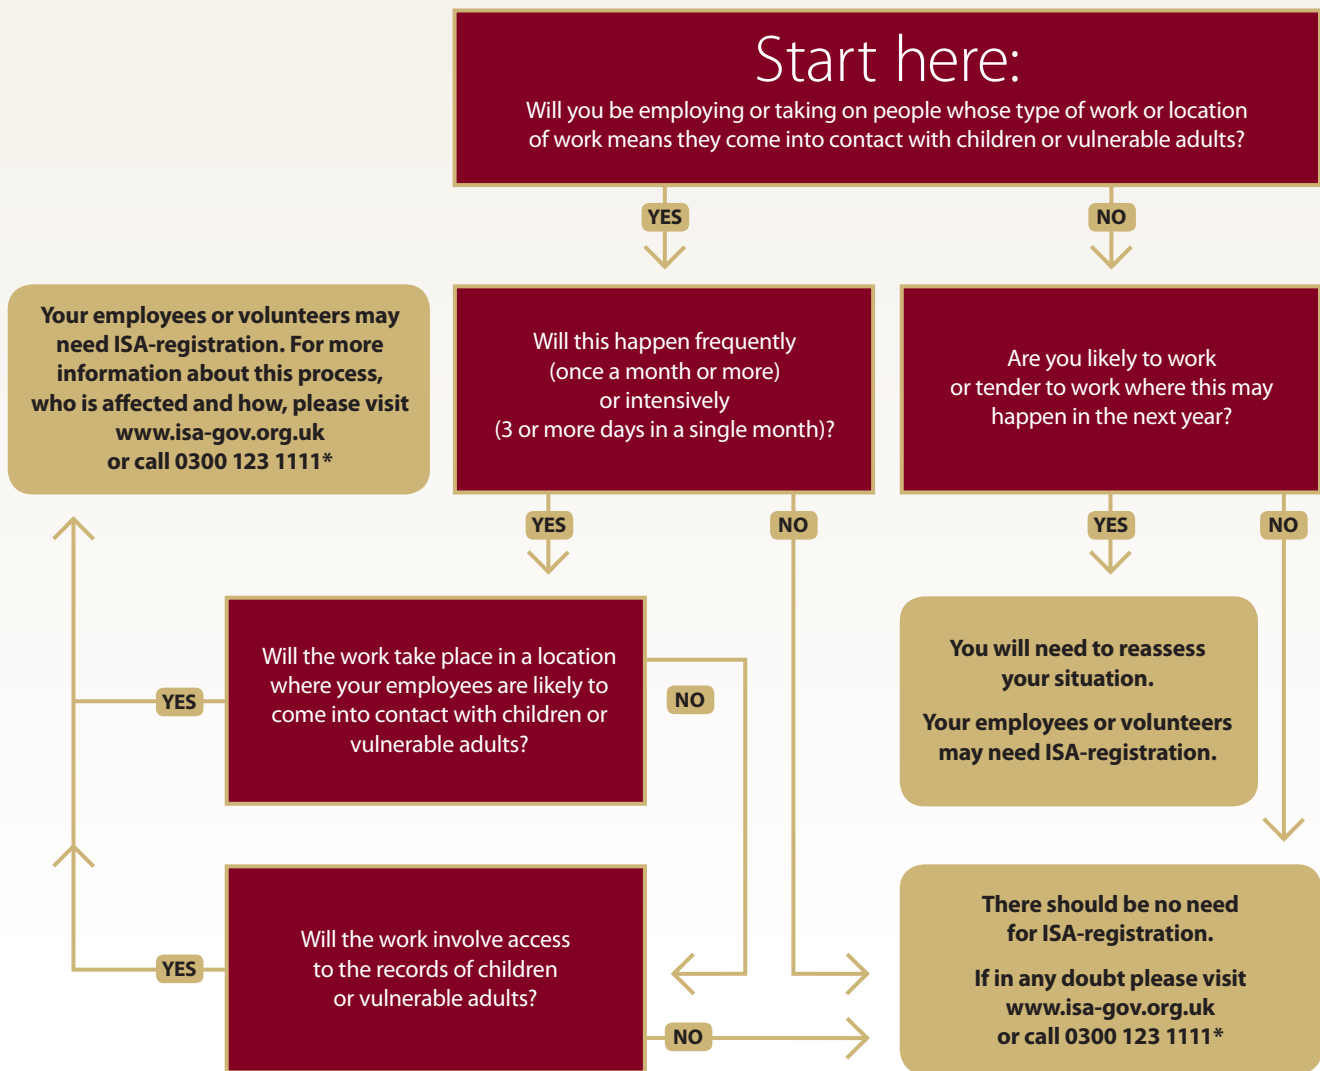 Start here:
Will you be employing or taking on people whose type of work or location
of work means they come into contact with children or vulnerable adults?
YES
NO
Your employees or volunteers may
need ISA-registration. For more
information about this process,
who is affected and how, please visit
www.isa-gov.org.uk
or call 0300 123 1111*
Will this happen frequently
(once a month or more)
or intensively
(3 or more days in a single month)?
Are you likely to work
or tender to work where this may
happen in the next year?
YES
NO
YES
NO
Will the work take place in a location
where your employees are likely to
come into contact with children or
vulnerable adults?
YES
NO
You will need to reassess
your situation.
Your employees or volunteers
may need ISA-registration.
Will the work involve access
to the records of children
or vulnerable adults?
YES
NO
There should be no need
for ISA-registration.
If in any doubt please visit
www.isa-gov.org.uk
or call 0300 123 1111*